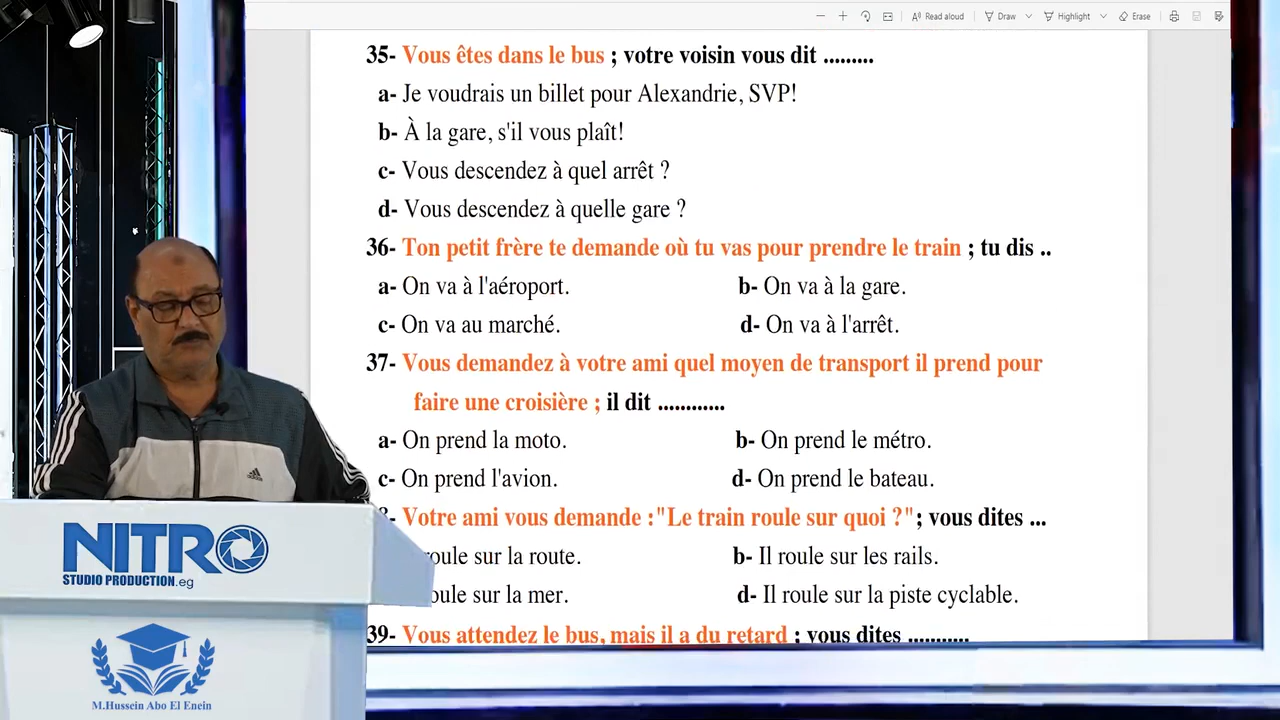 Read aloud
Draw
Highlight
Erase
35- Vous êtes dans le bus ; votre voisin vous dit .........
a- Je voudrais un billet pour Alexandrie, SVP!
b- À la gare, s'il vous plaît!
c- Vous descendez à quel arrêt ?
d- Vous descendez à quelle gare ?
36- Ton petit frère te demande où tu vas pour prendre le train ; tu dis ..
a- On va à l'aéroport.
b- On va à la gare.
c- On va au marché.
d- On va à l'arrêt.
37- Vous demandez à votre ami quel moyen de transport il prend pour
faire une croisière ; il dit ............
a- On prend la moto.
b- On prend le métro.
c- On prend l'avion.
d- On prend le bateau.
- Votre ami vous demande :"Le train roule sur quoi ?"; vous dites ...
roule sur la route.
b- Il roule sur les rails.
sur la mer.
d- Il roule sur la piste cyclable.
39- Vous attendez le bus, mais il a du retard ; vous dites ...........
adidas
NITRO
STUDIO PRODUCTION.eg
M.Hussein Abo El Enein